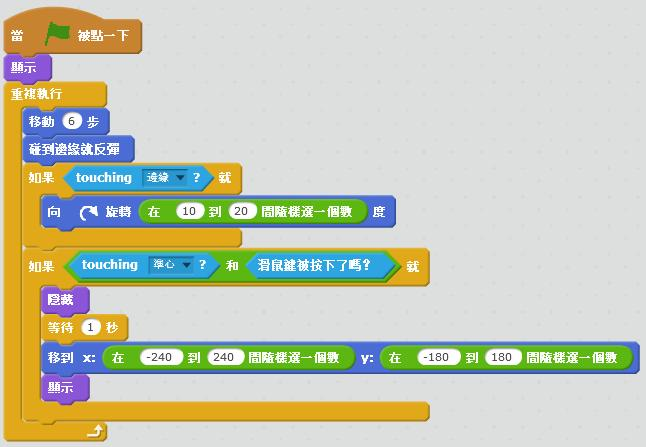 當 被點一下
顯示
重複執行
移動 6 步
碰到邊緣就反彈
如果 touching 邊緣 ? 就
向 旋轉 在 10 到 20 間隨機選一個數 度
如果 touching 準心 ? 和 滑鼠鍵被按下了嗎? 就
隱藏
等待 1 秒
移到 x: 在 -240 到 240 間隨機選一個數 y: 在 -180 到 180 間隨機選一個數
顯示